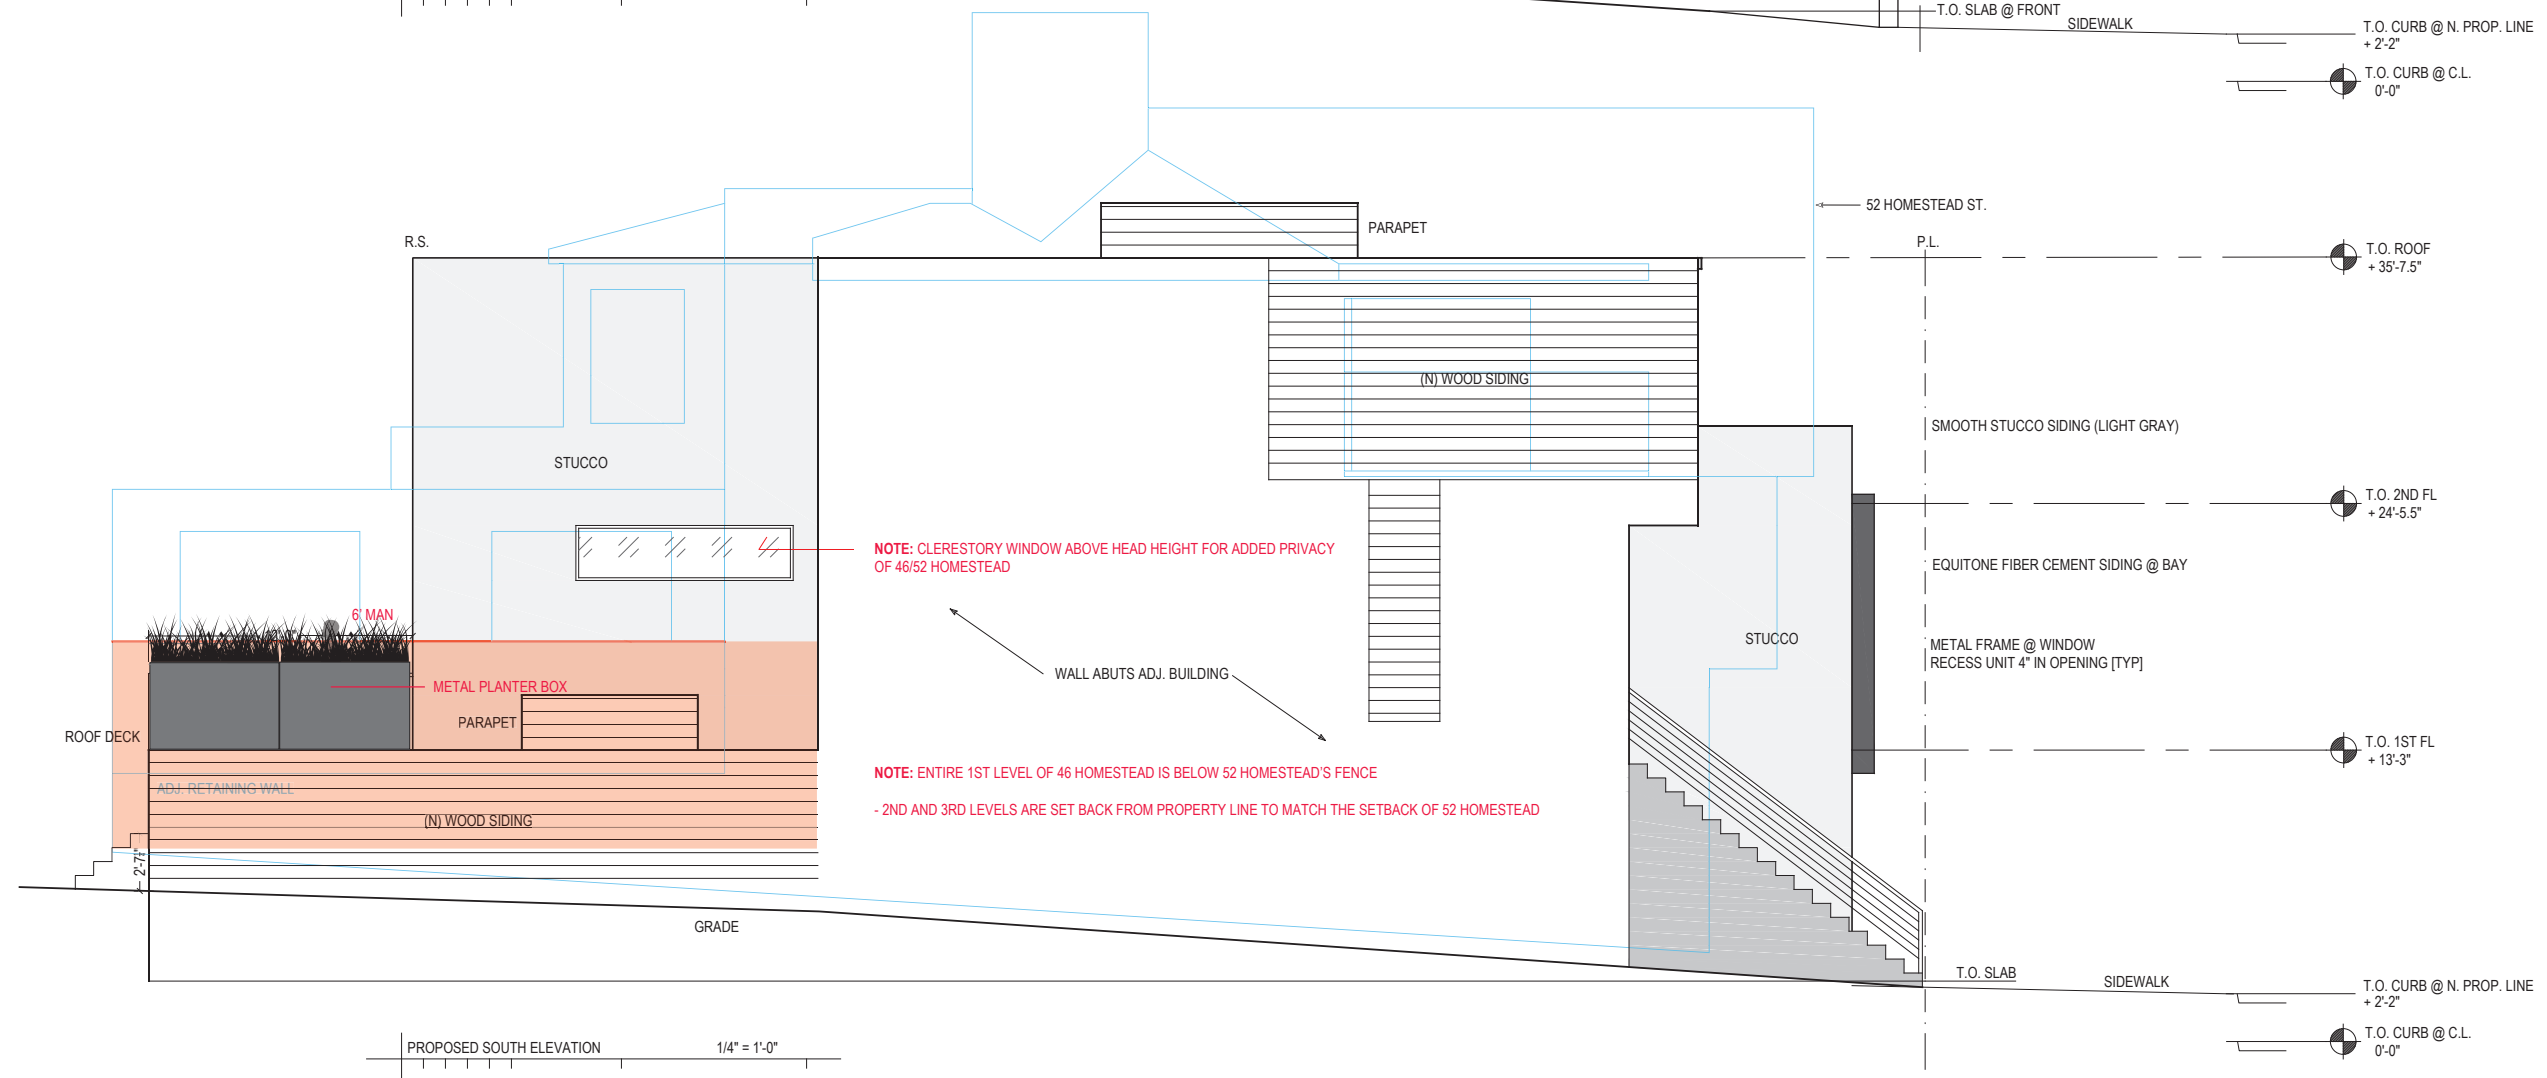 T.O. SLAB @ FRONT
SIDEWALK
T.O. CURB @ N. PROP. LINE
+ 2'-2"
T.O. CURB @ C.L.
0'-0"
52 HOMESTEAD ST.
PARAPET
R.S.
P.L.
T.O. ROOF
+ 35'-7.5"
(N) WOOD SIDING
SMOOTH STUCCO SIDING (LIGHT GRAY)
STUCCO
T.O. 2ND FL
+ 24'-5.5"
NOTE: CLERESTORY WINDOW ABOVE HEAD HEIGHT FOR ADDED PRIVACY
OF 46/52 HOMESTEAD
EQUITONE FIBER CEMENT SIDING @ BAY
6' MAN
STUCCO
METAL FRAME @ WINDOW
RECESS UNIT 4" IN OPENING [TYP]
WALL ABUTS ADJ. BUILDING
METAL PLANTER BOX
PARAPET
ROOF DECK
T.O. 1ST FL
+ 13'-3"
NOTE: ENTIRE 1ST LEVEL OF 46 HOMESTEAD IS BELOW 52 HOMESTEAD'S FENCE
ADJ. RETAINING WALL
- 2ND AND 3RD LEVELS ARE SET BACK FROM PROPERTY LINE TO MATCH THE SETBACK OF 52 HOMESTEAD
(N) WOOD SIDING
2'-7"
GRADE
T.O. SLAB
SIDEWALK
T.O. CURB @ N. PROP. LINE
+ 2'-2"
T.O. CURB @ C.L.
0'-0"
PROPOSED SOUTH ELEVATION 1/4" = 1'-0"